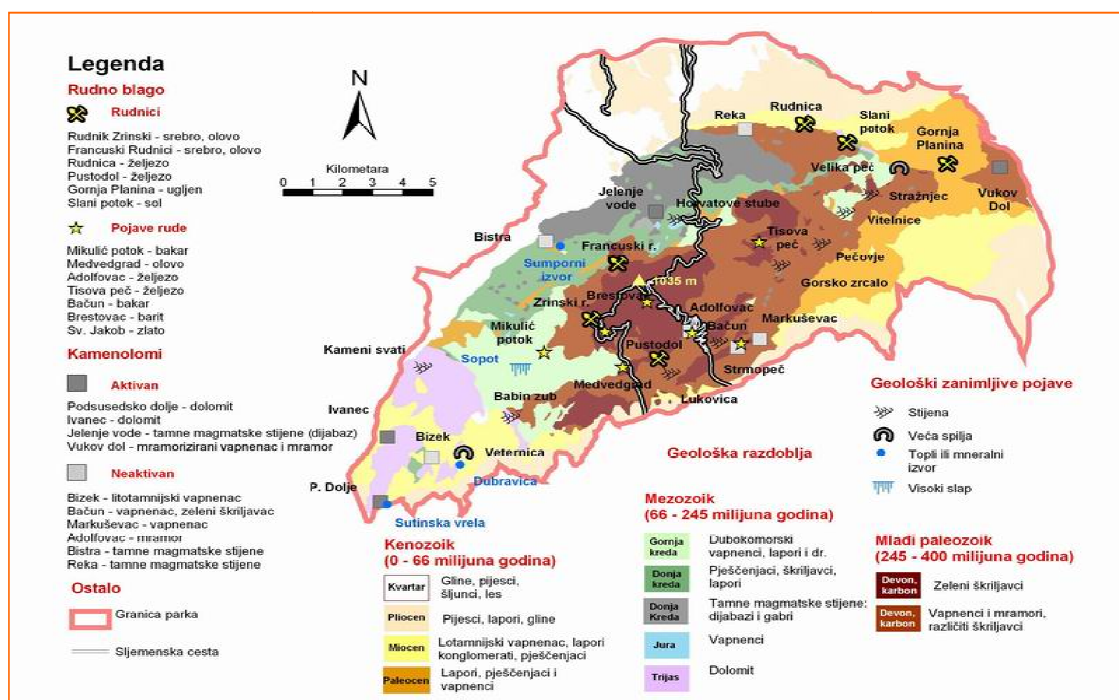 Legenda
Rudno blago
Rudnici
Rudnik Zrinski - srebro, olovo
Francuski Rudnici - srebro, olovo
Rudnica - željezo
Pustodol - željezo
Gornja Planina - ugljen
Slani potok - sol
Pojave rude
Mikulić potok - bakar
Medvedgrad - olovo
Adolfovac - željezo
Tisova peč - željezo
Bačun - bakar
Brestovac - barit
Sv. Jakob - zlato
Kamenolomi
Aktivan
Podsusedsko dolje - dolomit
Ivanec - dolomit
Jelenje vode - tamne magmatske stijene (dijabaz)
Vukov dol - mramorizirani vapnenac i mramor
Neaktivan
Bizek - litotamnijski vapnenac
Bačun - vapnenac, zeleni škriljavac
Markuševac - vapnenac
Adolfovac - mramor
Bistra - tamne magmatske stijene
Reka - tamne magmatske stijene
Ostalo
Granica parka
Sljemenska cesta
N
Kilometara
0 1 2 3 4 5
Reka
Rudnica
Slani
potok
Gornja
Planina
Velika peč
Vukov
Dol
Stražnjec
Vitelnice
Jelenje
vode
Horvatove stube
Tisova
peč
Bistra
Francuski r.
Sumporni
izvor
Pečovje
1035 m
Gorsko zrcalo
Zrinski r.
Brestovac
Adolfovac
Bačun
Markuševac
Mikulić
potok
Kameni svati
Sopot
Pustodol
Strmopeč
Medvedgrad
Babin zub
Lukovica
Ivanec
Bizek
Veternica
P. Dolje
Dubravica
Sutinska vrela
Geološki zanimljive pojave
Stijena
Veća spilja
Topli ili mneralni
izvor
Visoki slap
Geološka razdoblja
Kenozoik
(0 - 66 milijuna godina)
Kvartar
Gline, pijesci,
šljunci, les
Pliocen
Pijesci, lapori, gline
Miocen
Lotamnijski vapnenac, lapori
konglomerati, pješčenjaci
Paleocen
Lapori, pješčenjaci i
vapnenci
Mezozoik
(66 - 245 milijuna godina)
Gornja
kreda
Dubokomorski
vapnenci, lapori i dr.
Donja
kreda
Pješčenjaci, škriljavci,
lapori
Donja
Kreda
Tamne magmatske stijene:
dijabazi i gabri
Jura
Vapnenci
Trijas
Dolomit
Mlađi paleozoik
(245 - 400 milijuna godina)
Devon,
karbon
Zeleni škriljavci
Devon,
karbon
Vapnenci i mramori,
različiti škriljavci